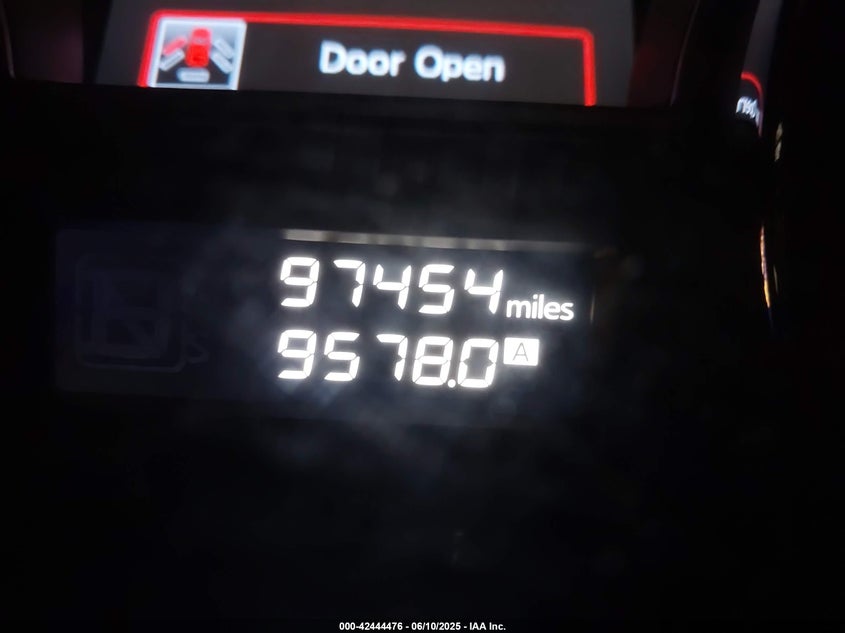 Door Open
97454 miles
9578.0 A
000-42444476 - 06/10/2025 - IAA Inc.